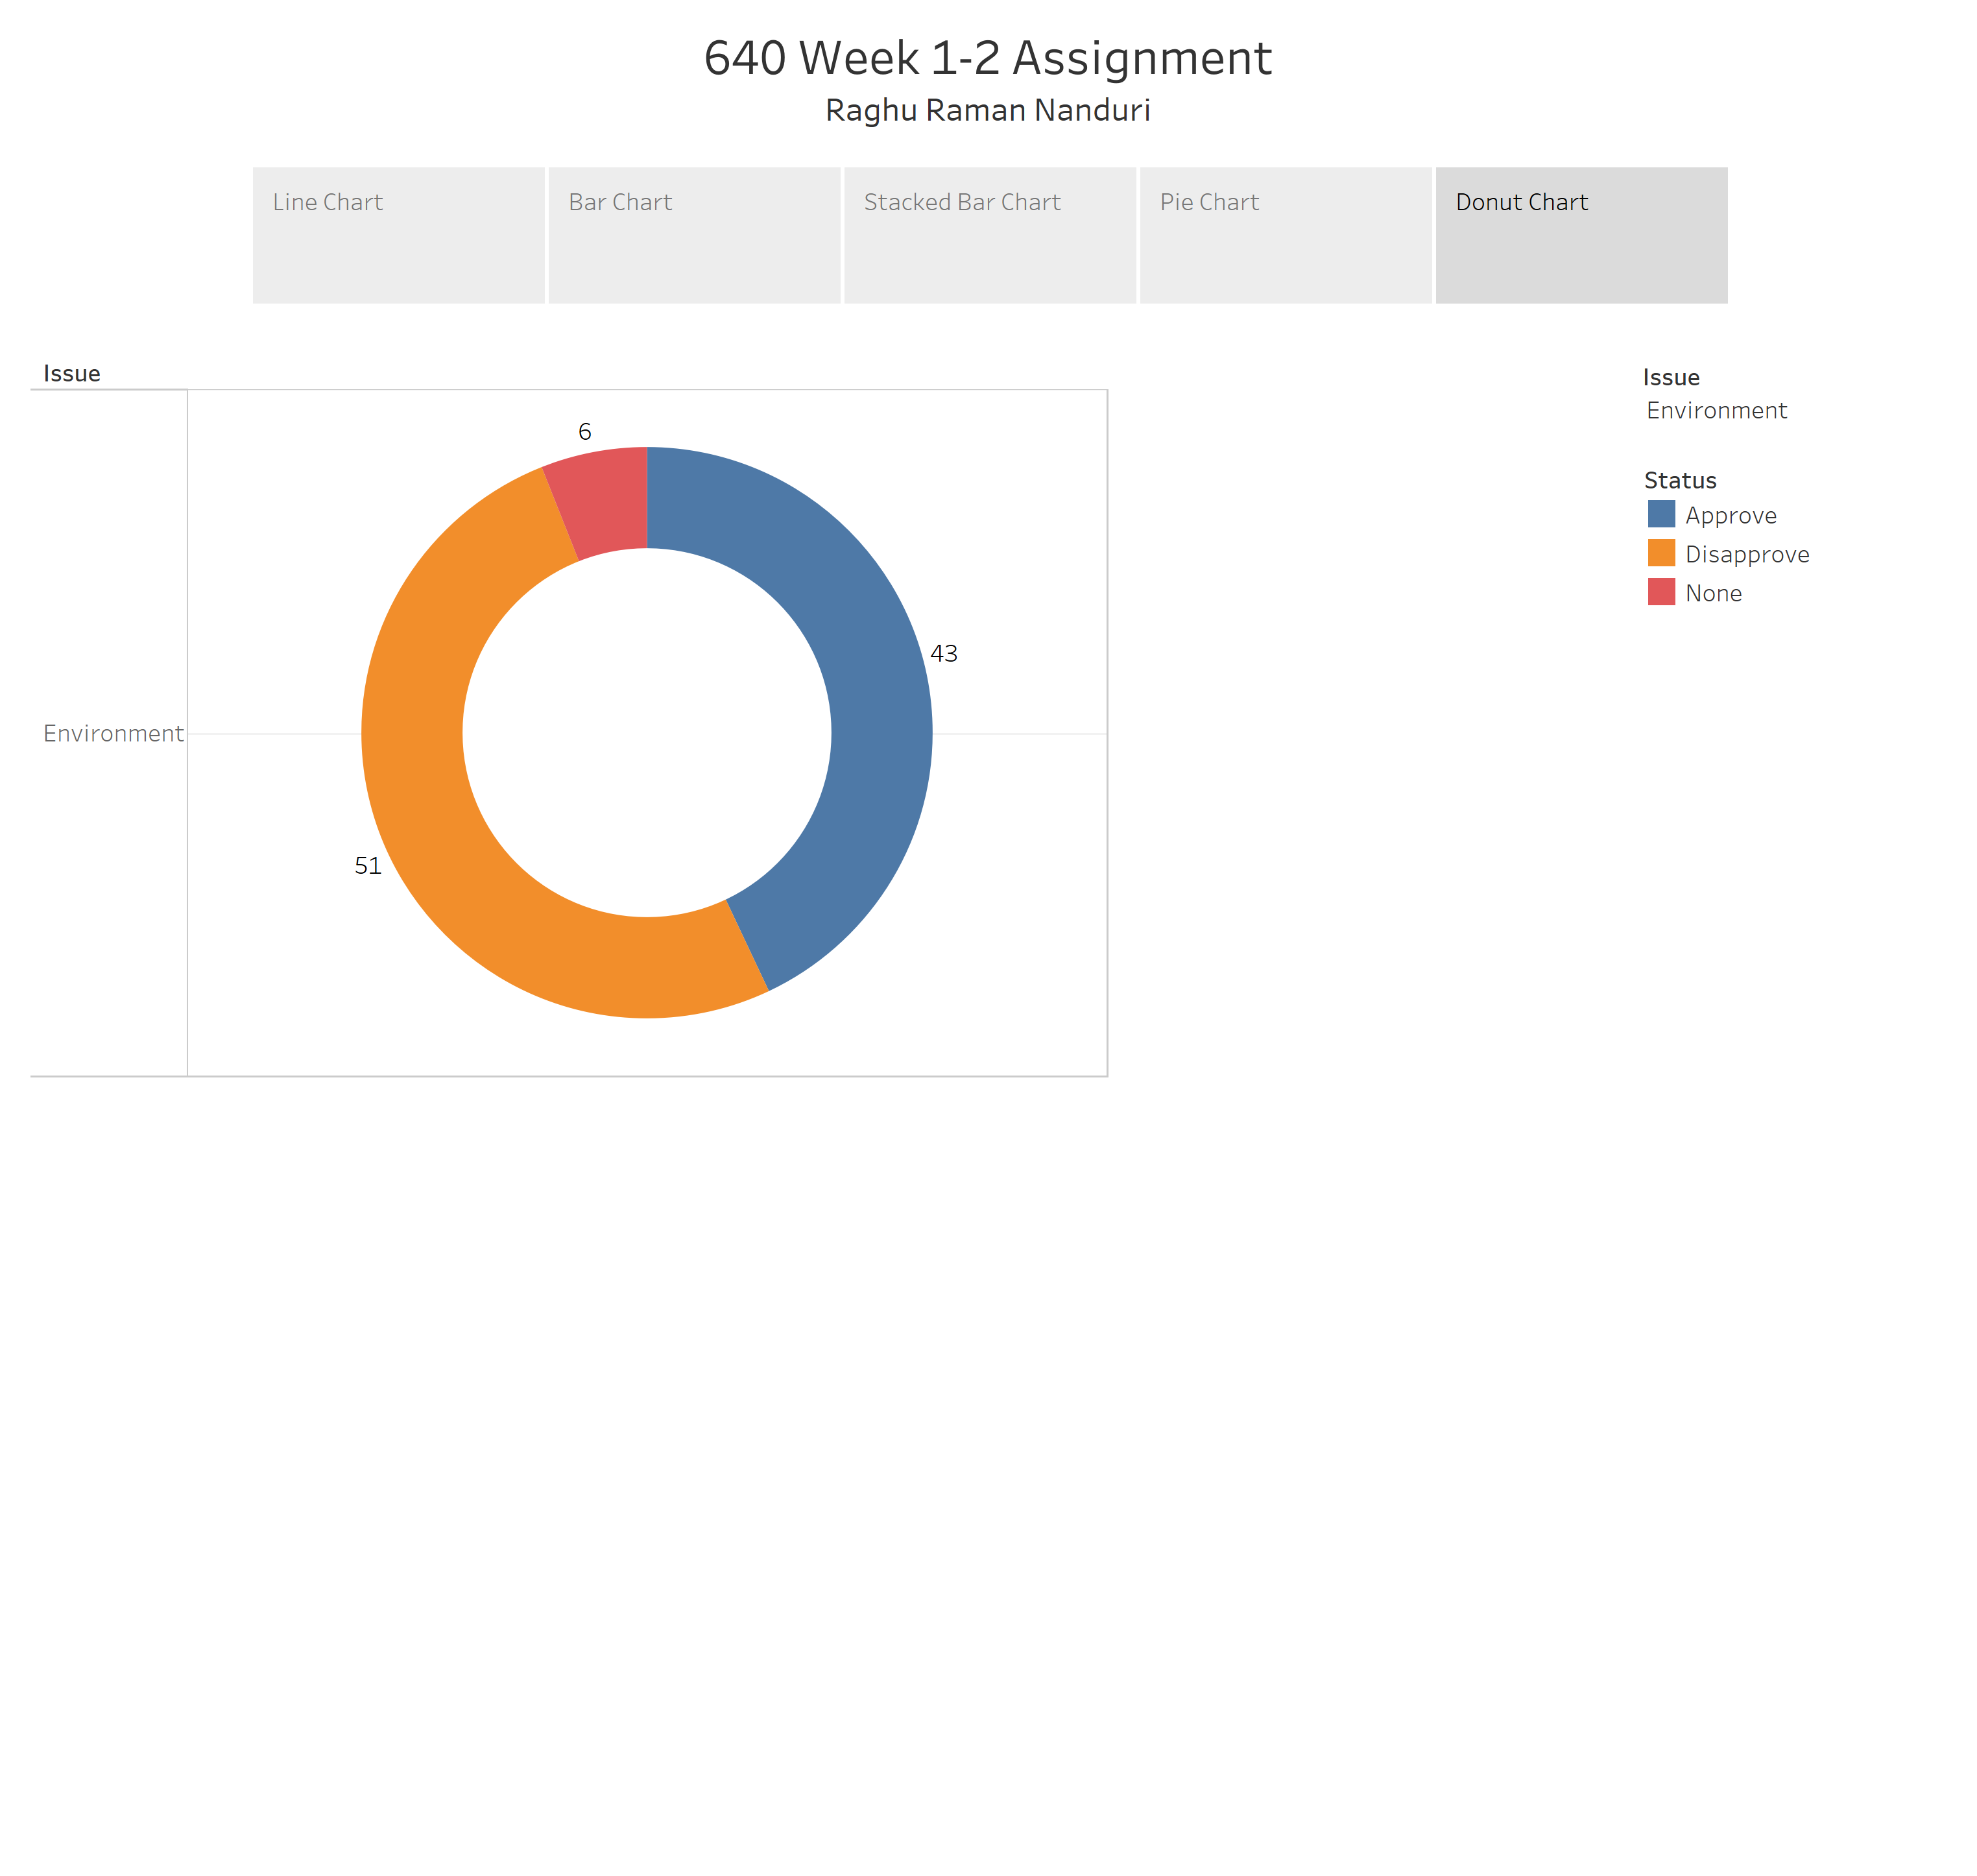 640 Week 1-2 Assignment
Raghu Raman Nanduri
Line Chart
Bar Chart
Stacked Bar Chart
Pie Chart
Donut Chart
Issue
Environment
6
43
51
Issue
Environment
Status
Approve
Disapprove
None